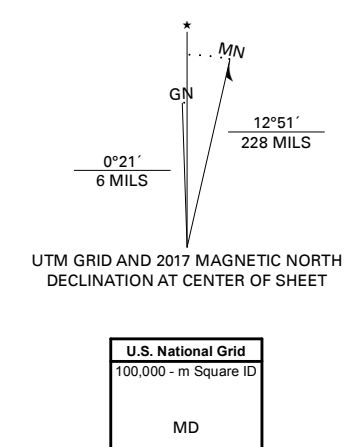 ★
MN
GN
12°51´
228 MILS
0°21´
6 MILS
UTM GRID AND 2017 MAGNETIC NORTH
DECLINATION AT CENTER OF SHEET
U.S. National Grid
100,000 - m Square ID
MD